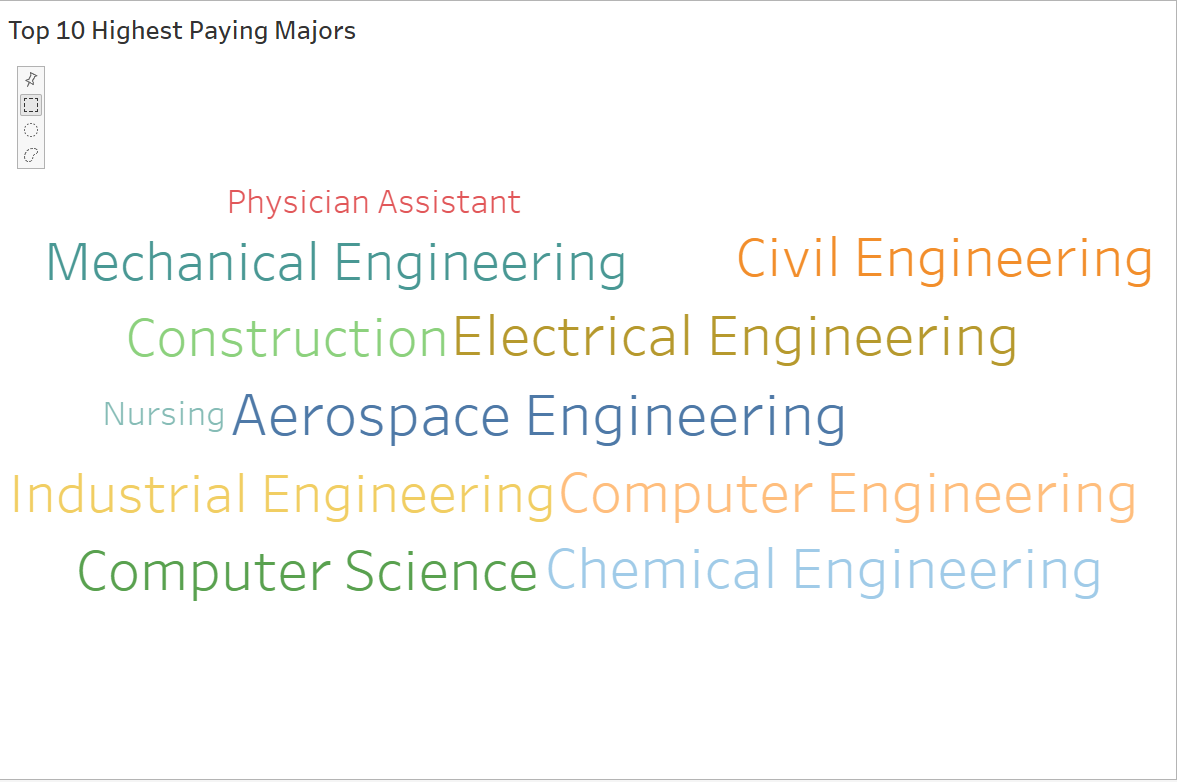 Top 10 Highest Paying Majors
Physician Assistant
Mechanical Engineering
Civil Engineering
Construction
Electrical Engineering
Nursing
Aerospace Engineering
Industrial Engineering
Computer Engineering
Computer Science
Chemical Engineering